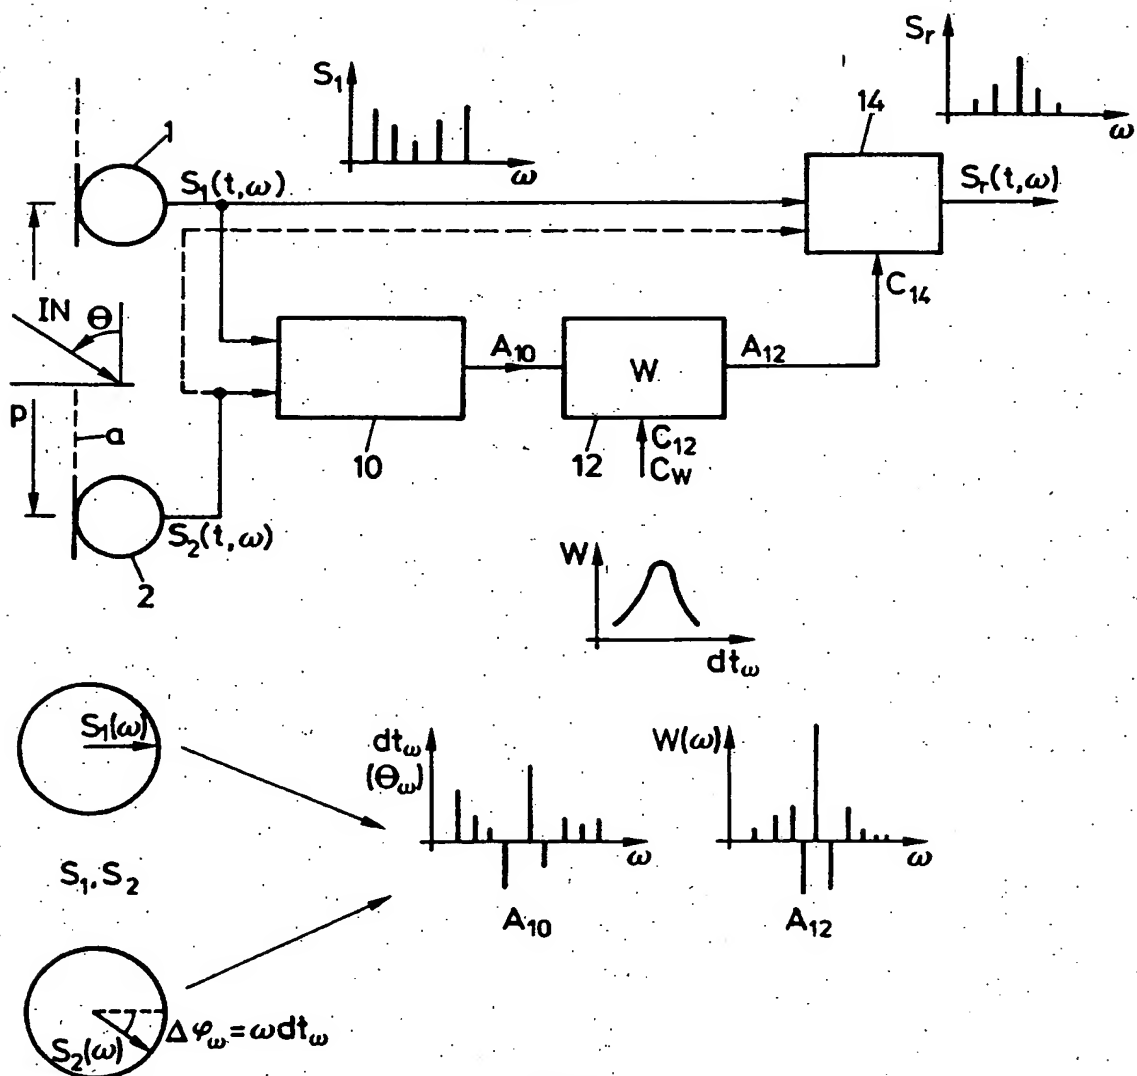 Sr
S1
14
1
ω
ω
S1(t,ω)
Sr(t,ω)
C14
IN
Θ
A10
W
A12
p
a
10
12
C12
CW
S2(t,ω)
2
W
dtω
S1(ω)
dtω
(Θω)
W(ω)
ω
ω
S1, S2
A10
A12
S2(ω)
Δφω = ωdtω